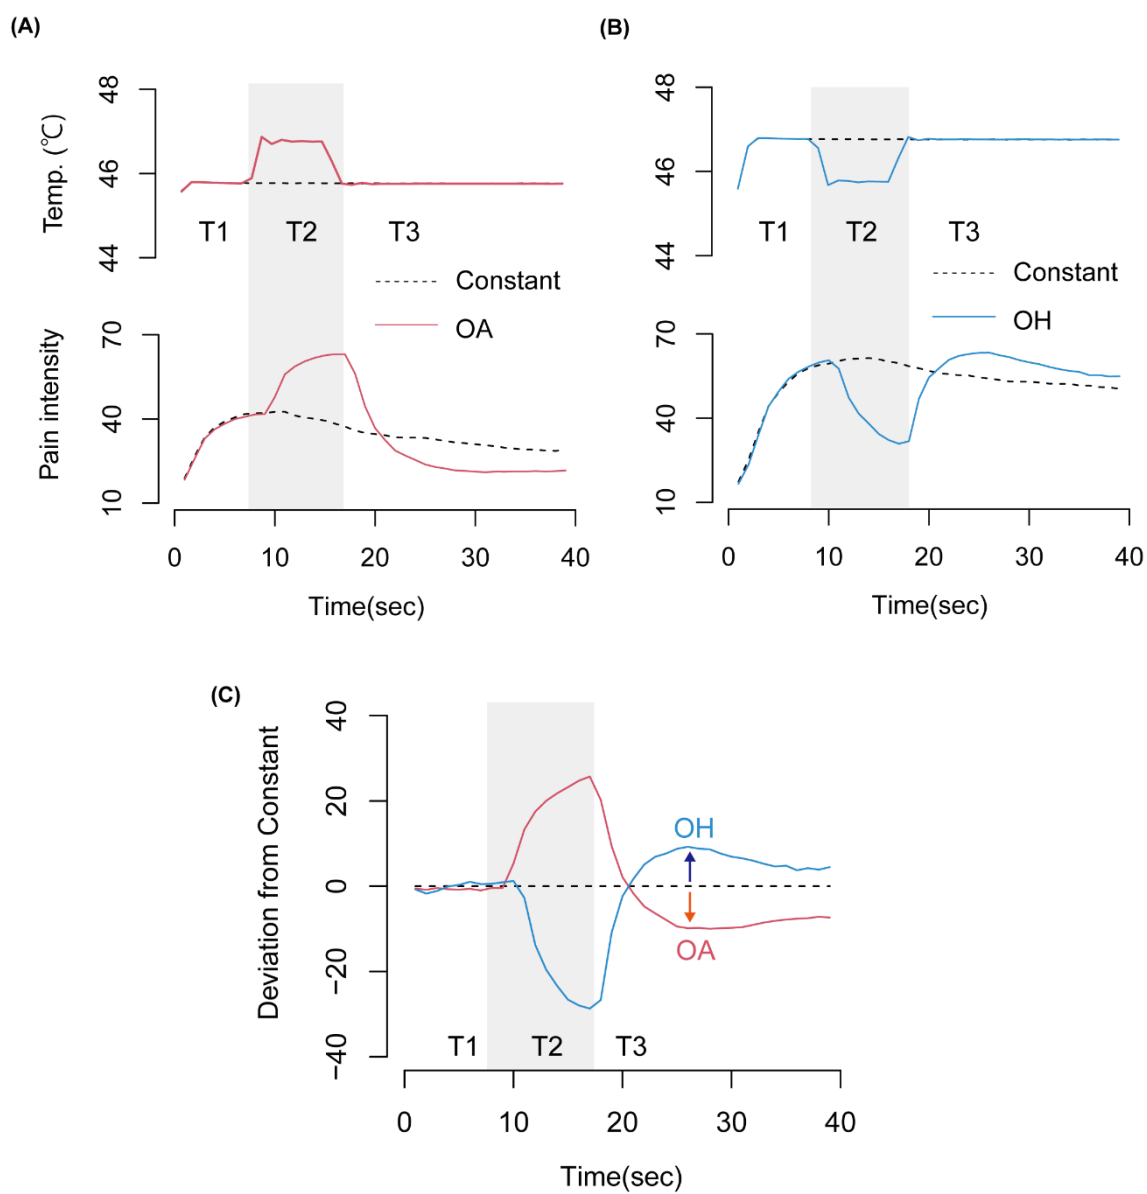 (A)
Temp. (℃)
48
46
44
T1 T2 T3
Constant
OA
Pain intensity
70
40
10
0 10 20 30 40
Time(sec)
(B)
48
46
44
T1 T2 T3
Constant
OH
70
40
10
0 10 20 30 40
Time(sec)
(C)
Deviation from Constant
40
20
0
−20
−40
OH
OA
T1 T2 T3
0 10 20 30 40
Time(sec)